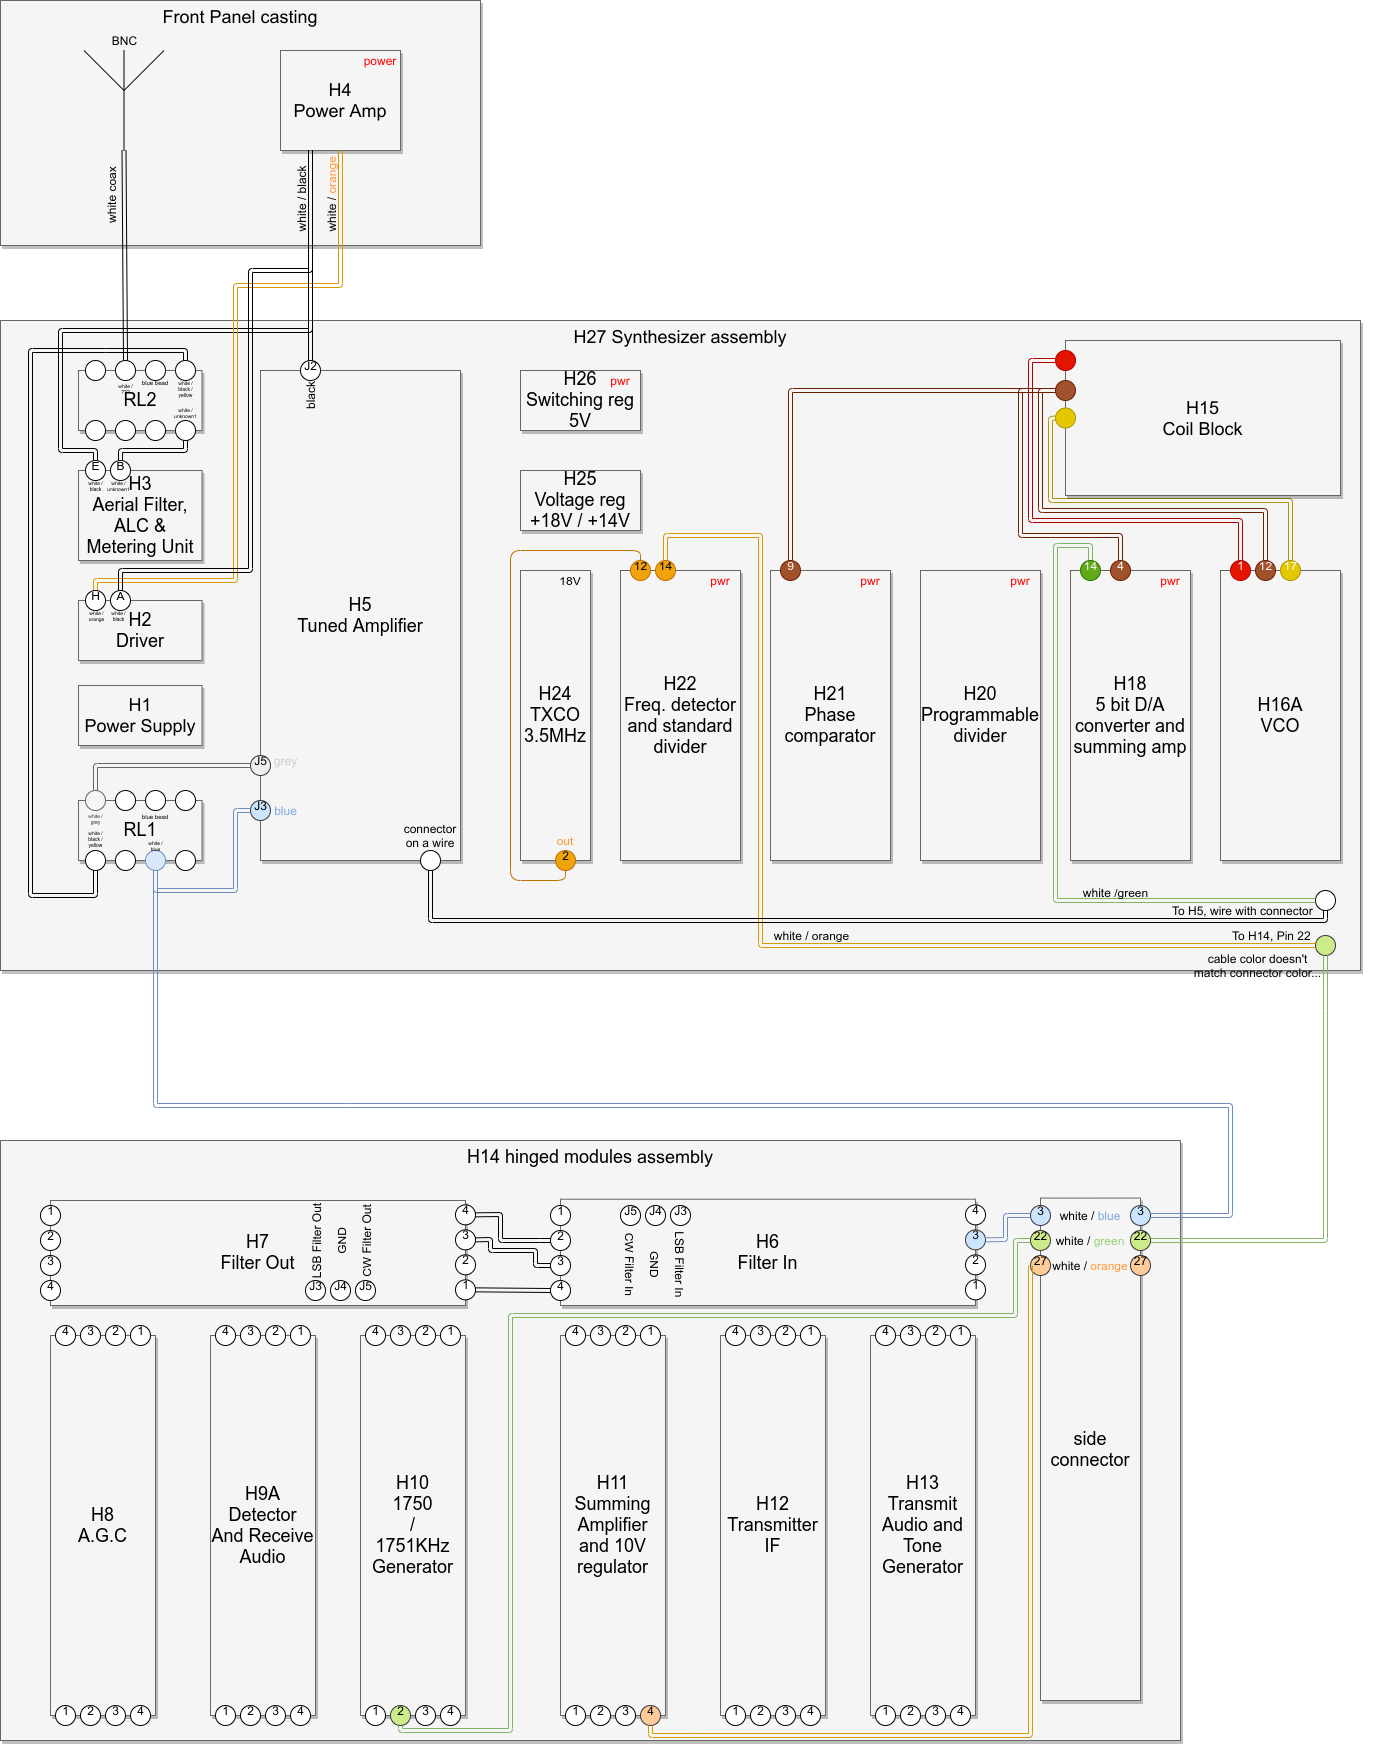 Front Panel casting
BNC
power
H4
Power Amp
white coax
white / black
white / orange
H27 Synthesizer assembly
J2
black
white /
blue bead
white /
black /
yellow
RL2
white /
unknown!
E
B
white /
black
white /
unknown!
H3
Aerial Filter,
ALC &
Metering Unit
H
A
white /
orange
white /
black
H2
Driver
H1
Power Supply
H5
Tuned Amplifier
J5
grey
J3
blue
white /
grey
blue bead
RL1
white /
black /
yellow
white /
blue
connector
on a wire
H26
pwr
Switching reg
5V
H25
Voltage reg
+18V / +14V
H15
Coil Block
18V
H24
TXCO
3.5MHz
out
2
12
14
pwr
H22
Freq. detector
and standard
divider
9
pwr
H21
Phase
comparator
pwr
H20
Programmable
divider
14
4
pwr
H18
5 bit D/A
converter and
summing amp
1
12
17
H16A
VCO
white /green
To H5, wire with connector
white / orange
To H14, Pin 22
cable color doesn't
match connector color...
H14 hinged modules assembly
1
2
3
4
H7
Filter Out
LSB Filter Out
GND
CW Filter Out
J3
J4
J5
4
3
2
1
1
2
3
4
J5
J4
J3
CW Filter In
GND
LSB Filter In
H6
Filter In
4
3
2
1
3
white / blue
3
22
white / green
22
27
white / orange
27
side
connector
4 3 2 1
H8
A.G.C
1 2 3 4
4 3 2 1
H9A
Detector
And Receive
Audio
1 2 3 4
4 3 2 1
H10
1750
/
1751KHz
Generator
1 2 3 4
4 3 2 1
H11
Summing
Amplifier
and 10V
regulator
1 2 3 4
4 3 2 1
H12
Transmitter
IF
1 2 3 4
4 3 2 1
H13
Transmit
Audio and
Tone
Generator
1 2 3 4